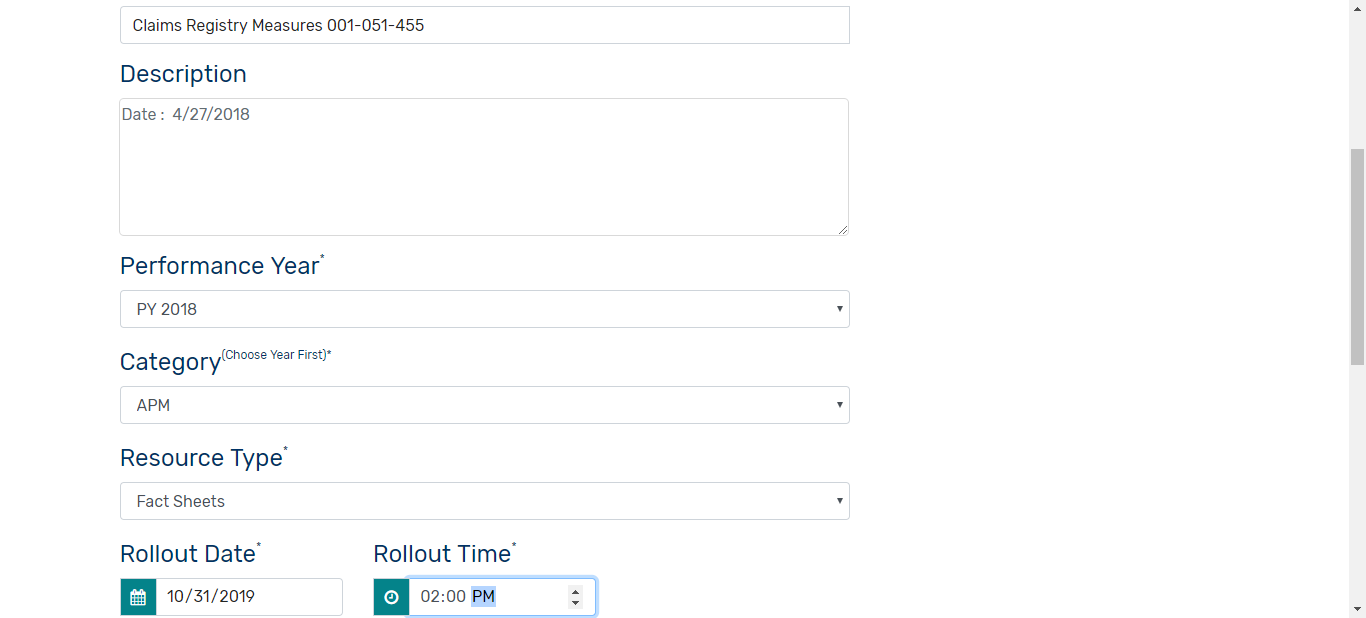 Claims Registry Measures 001-051-455
Description
Date : 4/27/2018
Performance Year*
PY 2018
Category(Choose Year First)*
APM
Resource Type*
Fact Sheets
Rollout Date* Rollout Time*
10/31/2019 02:00 PM